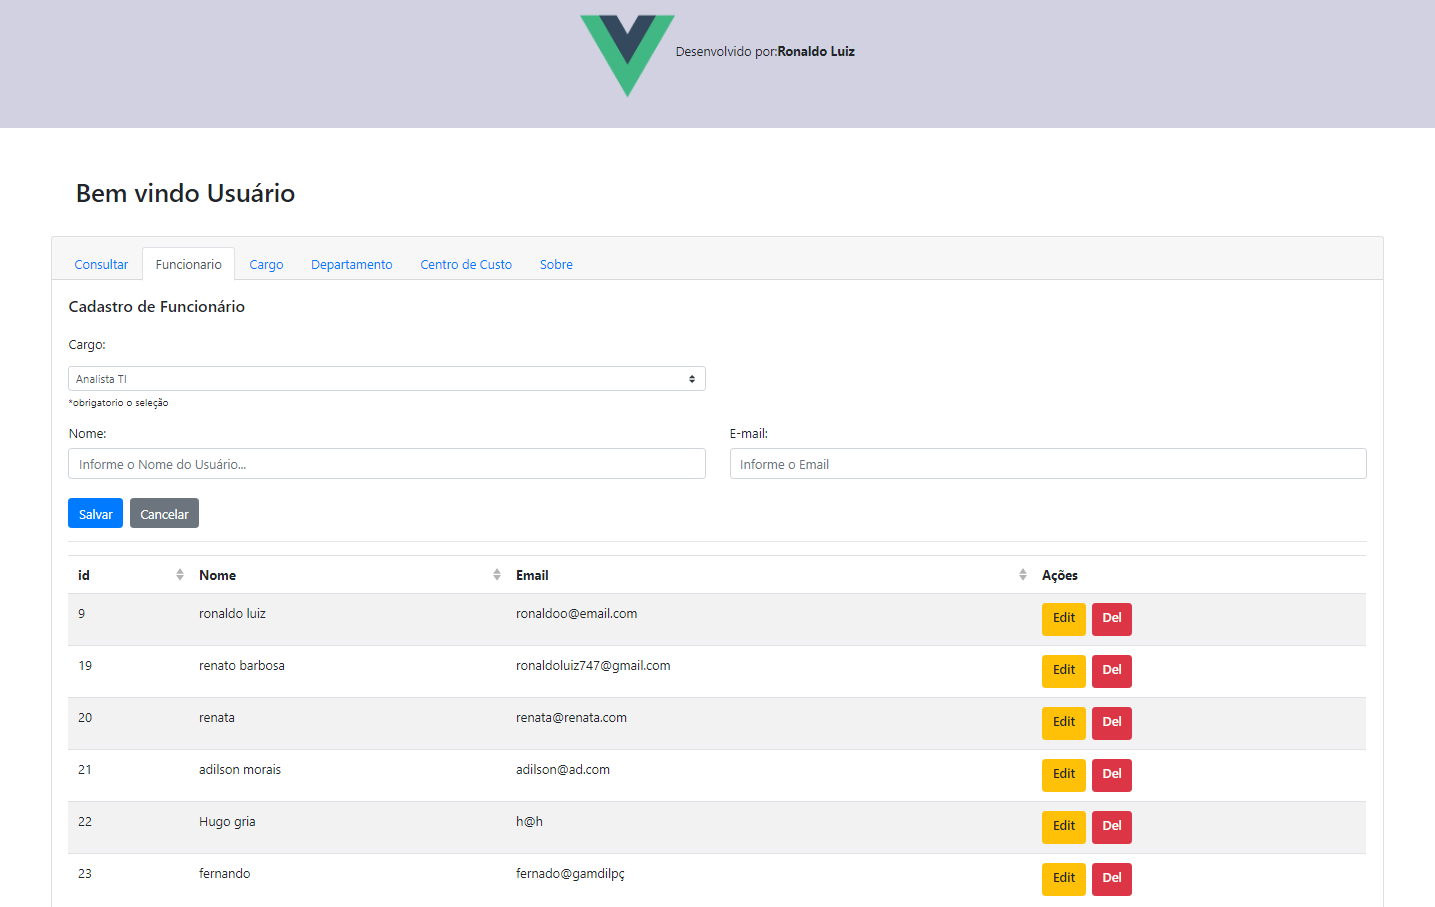 Desenvolvido por:Ronaldo Luiz
Bem vindo Usuário
Consultar Funcionario Cargo Departamento Centro de Custo Sobre
Cadastro de Funcionário
Cargo:
Analista TI
*obrigatorio o seleção
Nome: E-mail:
Informe o Nome do Usuário... Informe o Email
Salvar Cancelar
id Nome Email Ações
9 ronaldo luiz ronaldoo@email.com Edit Del
19 renato barbosa ronaldoluiz747@gmail.com Edit Del
20 renata renata@renata.com Edit Del
21 adilson morais adilson@ad.com Edit Del
22 Hugo gria h@h Edit Del
23 fernando fernado@gamdilpç Edit Del